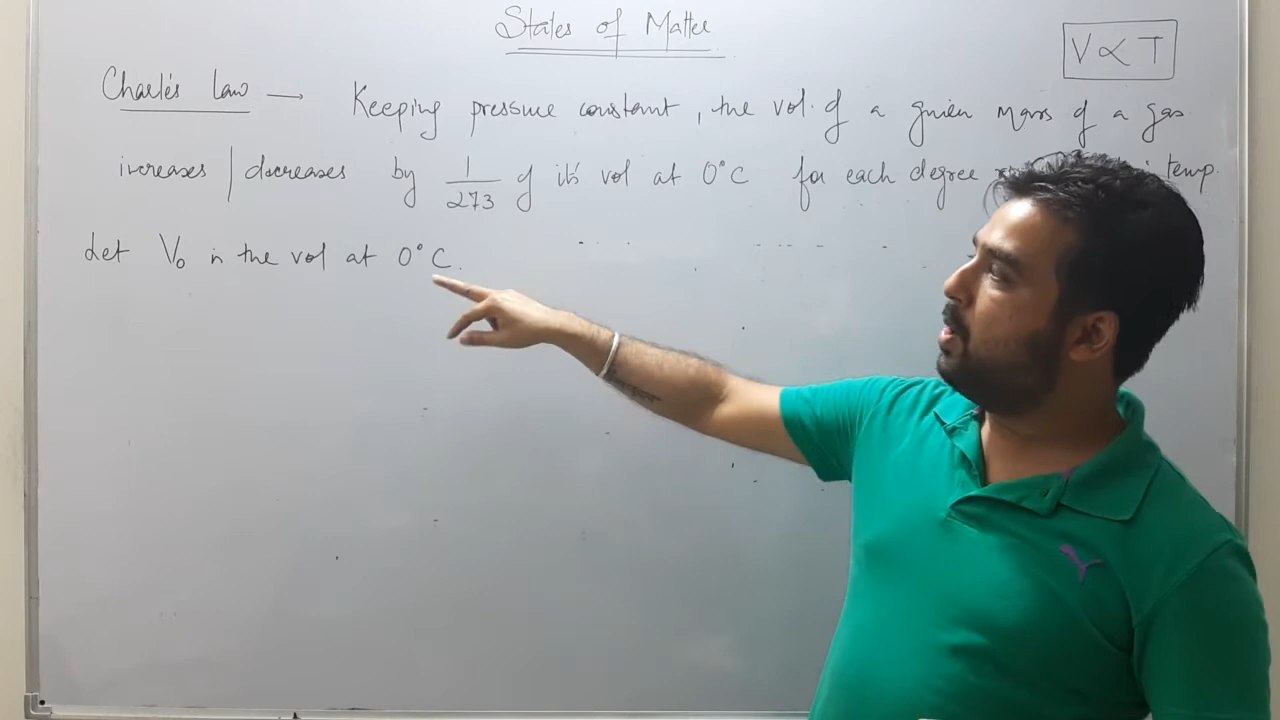 States of Matter
V ∝ T
Charle's Law → Keeping pressure constant, the vol. of a given mass of a gas
increases / decreases by 1/273 of it's vol at 0°C for each degree temp.
Let V₀ is the vol at 0°C.